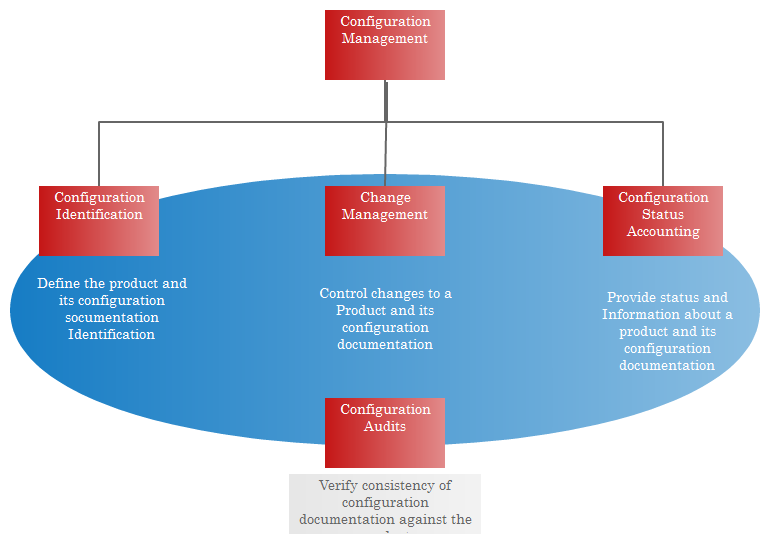 Configuration
Management
Configuration
Identification
Change
Management
Configuration
Status
Accounting
Define the product and
its configuration
socumentation
Identification
Control changes to a
Product and its
configuration
documentation
Provide status and
Information about a
product and its
configuration
documentation
Configuration
Audits
Verify consistency of
configuration
documentation against the